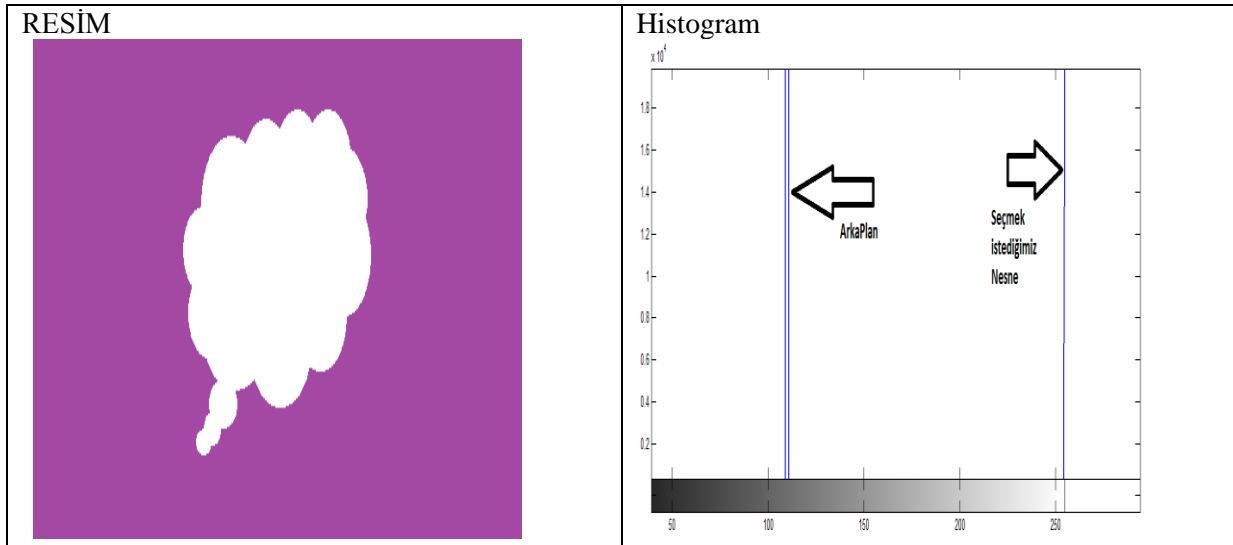 RESİM
Histogram
x 10⁴
1.8
1.6
1.4
1.2
1
0.8
0.6
0.4
0.2
ArkaPlan
Seçmek
istediğimiz
Nesne
50 100 150 200 250